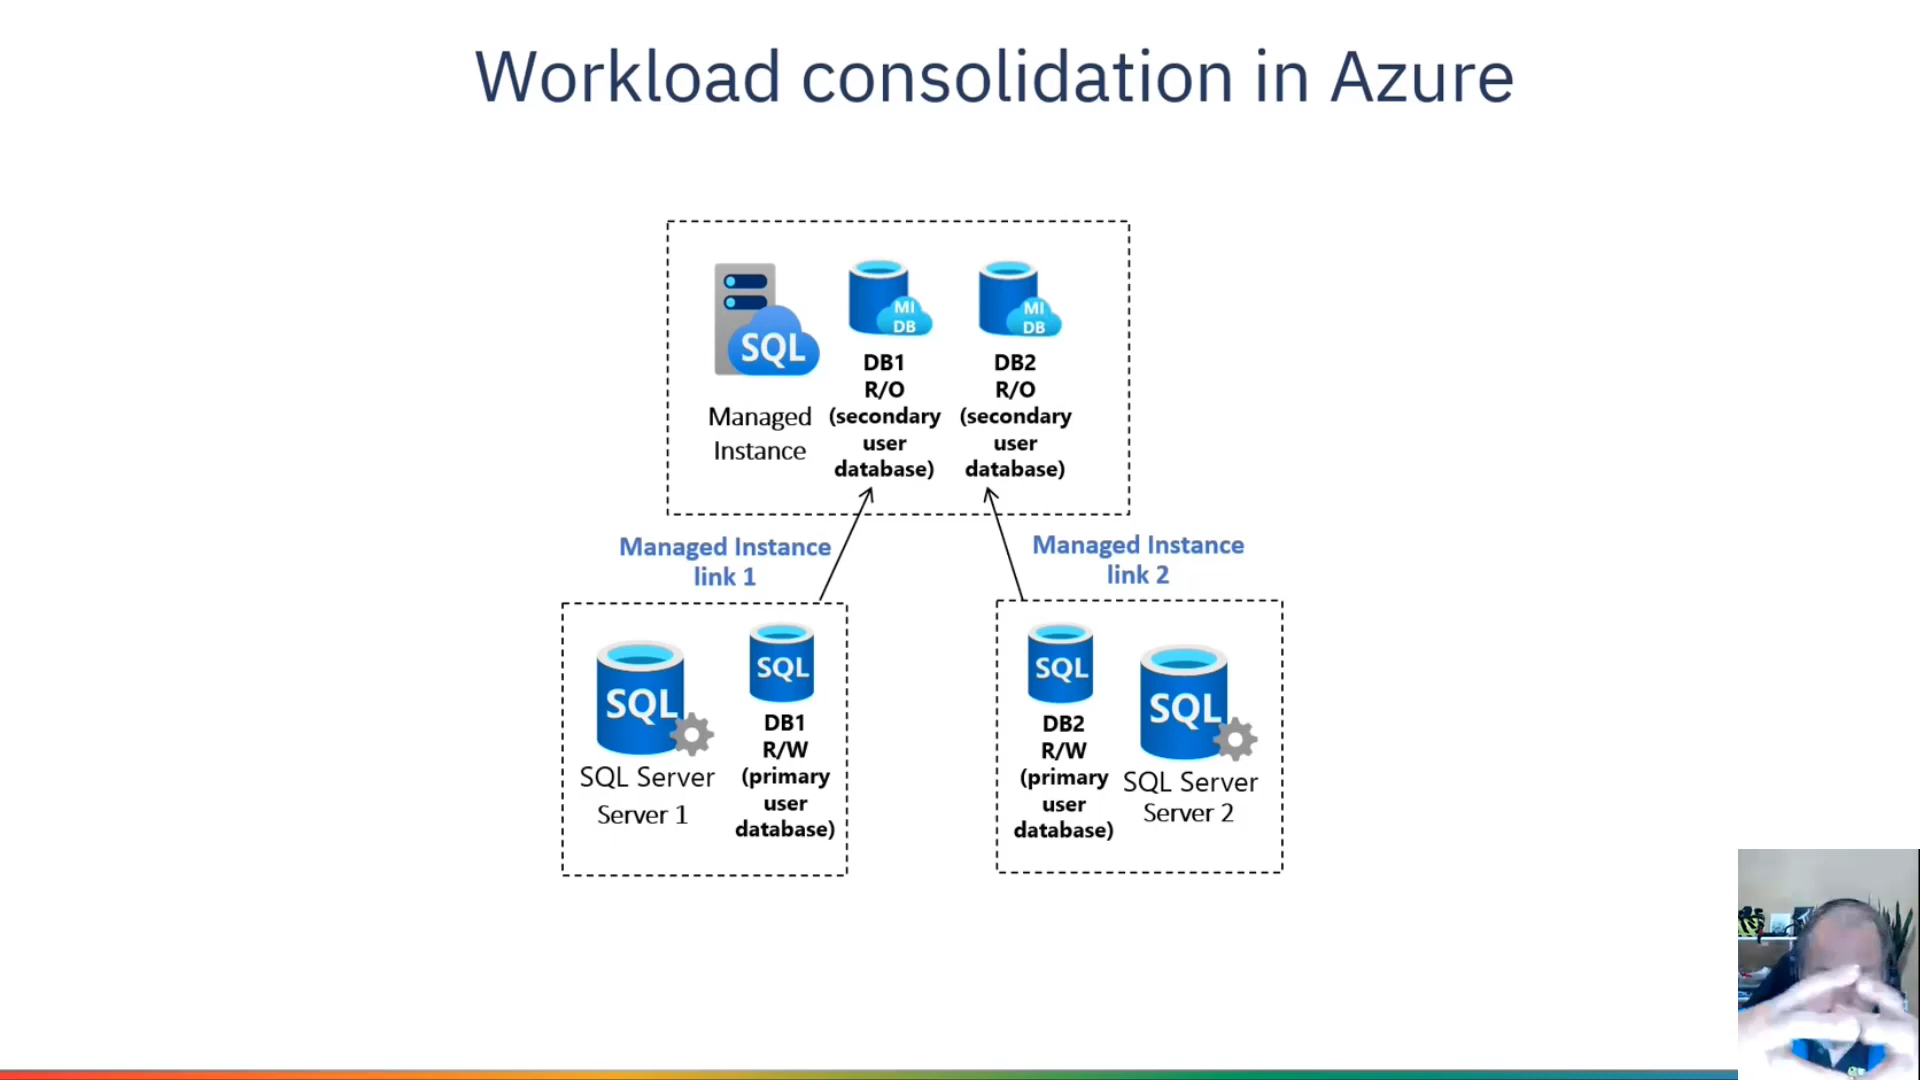 Workload consolidation in Azure
SQL
Managed
Instance
MI
DB
DB1
R/O
(secondary
user
database)
MI
DB
DB2
R/O
(secondary
user
database)
Managed Instance
link 1
Managed Instance
link 2
SQL
SQL Server
Server 1
SQL
DB1
R/W
(primary
user
database)
SQL
DB2
R/W
(primary
user
database)
SQL
SQL Server
Server 2